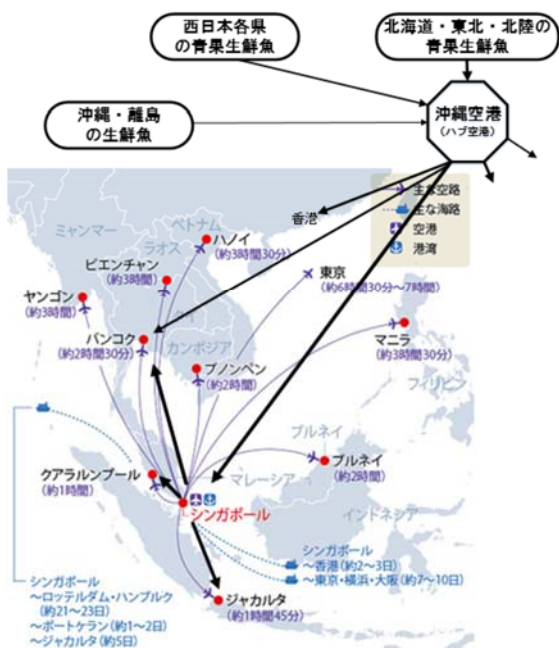 西日本各県
の青果生鮮魚
北海道・東北・北陸の
青果生鮮魚
沖縄・離島
の生鮮魚
沖縄空港
(ハブ空港)
主な空路
主な海路
空港
港湾
香港
ミャンマー
ベトナム
ラオス
ハノイ
(約3時間30分)
ビエンチャン
(約3時間)
東京
(約6時間30分～7時間)
ヤンゴン
(約3時間)
タイ
バンコク
(約2時間30分)
カンボジア
プノンペン
(約2時間)
マニラ
(約3時間30分)
フィリピン
ブルネイ
ブルネイ
(約2時間)
クアラルンプール
(約1時間)
マレーシア
シンガポール
インドネシア
シンガポール
～香港(約2～3日)
～東京・横浜・大阪(約7～10日)
シンガポール
～ロッテルダム・ハンブルク
(約21～23日)
～ポートケラン(約1～2日)
～ジャカルタ(約5日)
ジャカルタ
(約1時間45分)